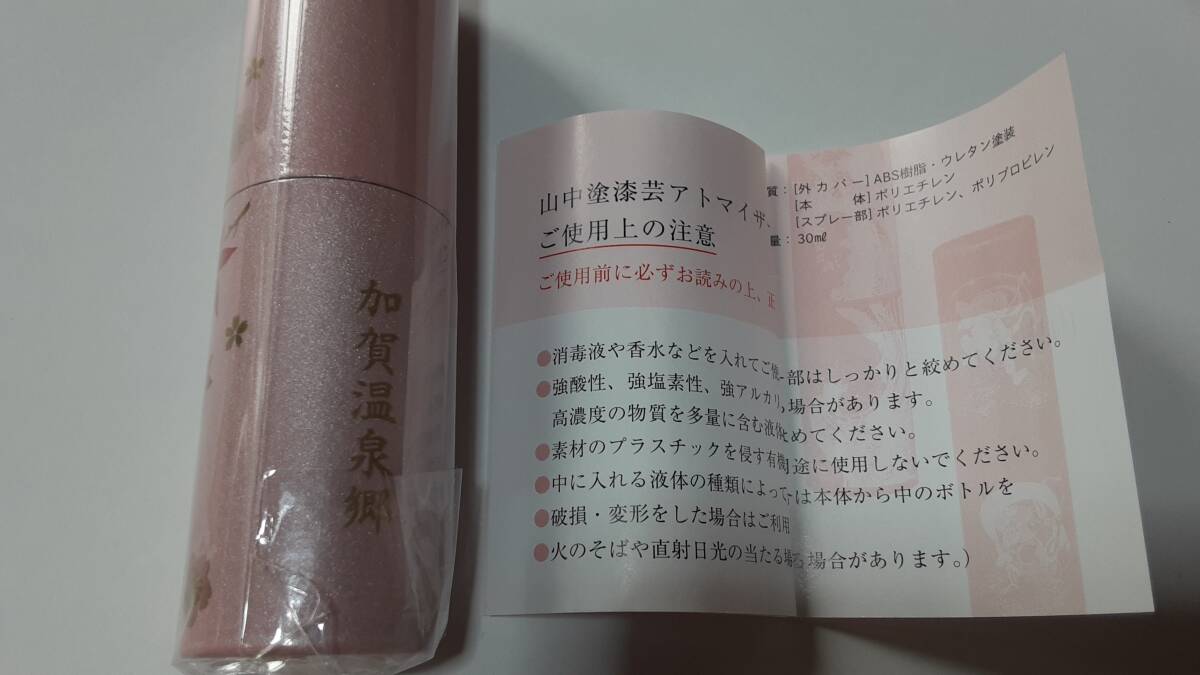 加賀温泉郷
山中塗漆芸アトマイザ
ご使用上の注意
ご使用前に必ずお読みの上、正
●消毒液や香水などを入れてご使
●強酸性、強塩素性、強アルカリ
高濃度の物質を多量に含む液体
●素材のプラスチックを侵す有機
●中に入れる液体の種類によって
●破損・変形をした場合はご利用
●火のそばや直射日光の当たる場
質：[外カバー]ABS樹脂・ウレタン塗装
[本　　体]ポリエチレン
[スプレー部]ポリエチレン、ポリプロピレン
量：30㎖
部はしっかりと絞めてください。
場合があります。
めてください。
途に使用しないでください。
は本体から中のボトルを
場合があります。)